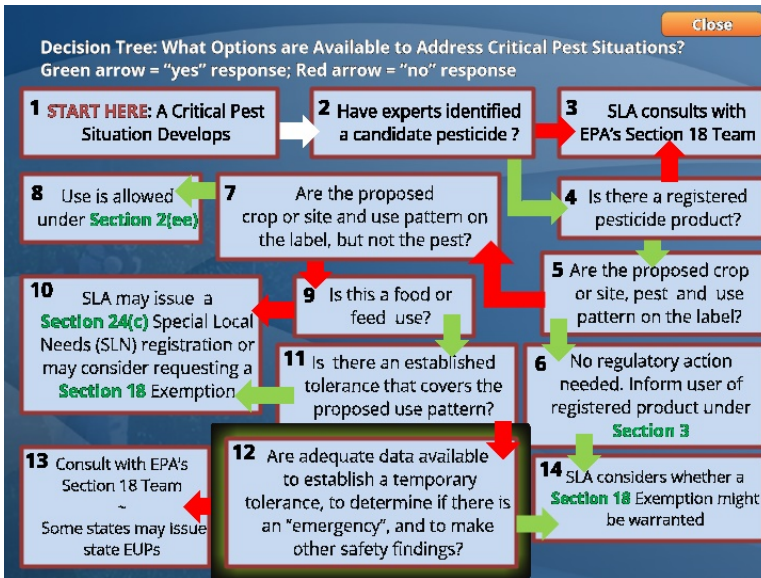 Close
Decision Tree: What Options are Available to Address Critical Pest Situations?
Green arrow = "yes" response; Red arrow = "no" response
1 START HERE: A Critical Pest
Situation Develops
2 Have experts identified
a candidate pesticide ?
3 SLA consults with
EPA's Section 18 Team
4 Is there a registered
pesticide product?
5 Are the proposed crop
or site, pest and use
pattern on the label?
6 No regulatory action
needed. Inform user of
registered product under
Section 3
7 Are the proposed
crop or site and use pattern on
the label, but not the pest?
8 Use is allowed
under Section 2(ee)
9 Is this a food or
feed use?
10 SLA may issue a
Section 24(c) Special Local
Needs (SLN) registration or
may consider requesting a
Section 18 Exemption
11 Is there an established
tolerance that covers the
proposed use pattern?
12 Are adequate data available
to establish a temporary
tolerance, to determine if there is
an "emergency", and to make
other safety findings?
13 Consult with EPA's
Section 18 Team
~
Some states may issue
state EUPs
14 SLA considers whether a
Section 18 Exemption might
be warranted